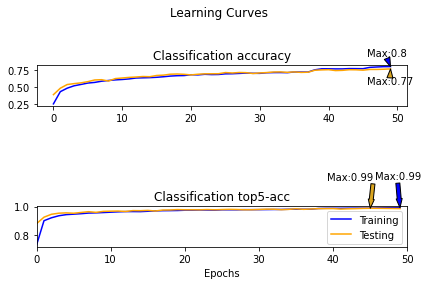 Learning Curves
Max:0.8
Classification accuracy
0.75
0.50
0.25
Max:0.77
0 10 20 30 40 50
Max:0.99 Max:0.99
Classification top5-acc
1.0
0.8
Training
Testing
0 10 20 30 40 50
Epochs